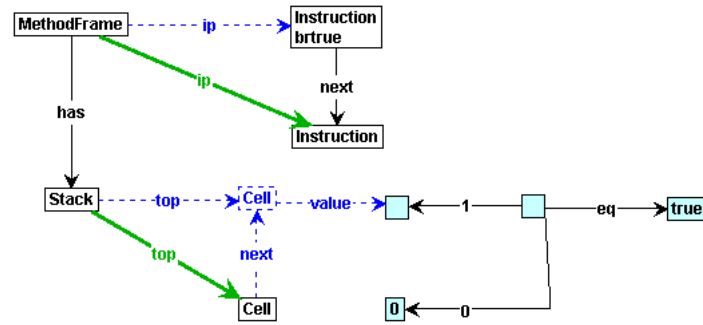 MethodFrame
ip
Instruction
brtrue
ip
next
has
Instruction
Stack
top
Cell
value
1
eq
true
top
next
Cell
0
0